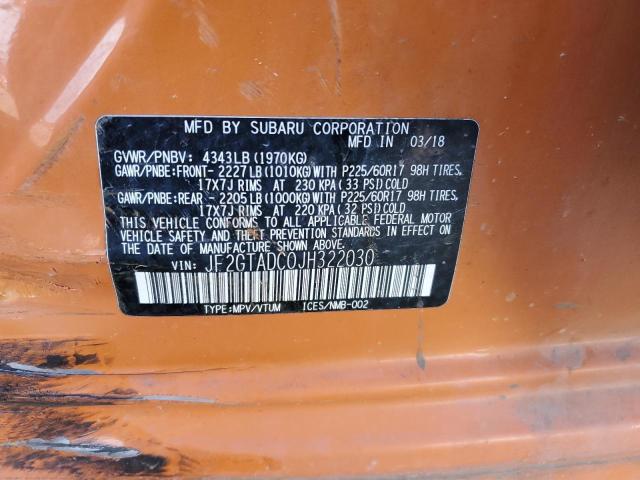 MFD BY SUBARU CORPORATION
MFD IN 03/18
GVWR/PNBV: 4343LB (1970KG)
GAWR/PNBE:FRONT- 2227LB(1010KG)WITH P225/60R17 98H TIRES,
17X7J RIMS AT 230 KPA(33 PSI)COLD
GAWR/PNBE:REAR - 2205LB(1000KG)WITH P225/60R17 98H TIRES,
17X7J RIMS AT 220 KPA(32 PSI)COLD
THIS VEHICLE CONFORMS TO ALL APPLICABLE FEDERAL MOTOR
VEHICLE SAFETY AND THEFT PREVENTION STANDARDS
IN EFFECT ON THE DATE OF MANUFACTURE SHOWN ABOVE.
VIN: JF2GTADC0JH322030
TYPE:MPV/VTUM ICES/NMB-002